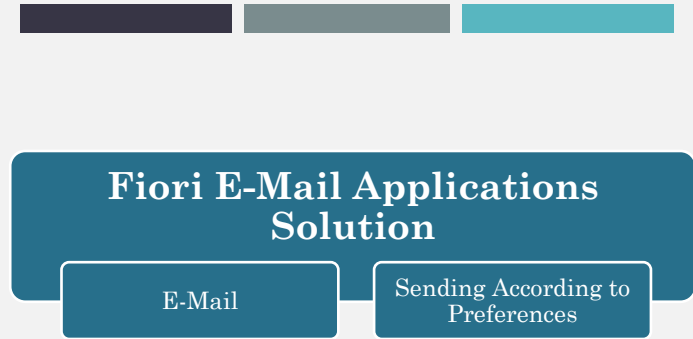 Fiori E-Mail Applications
Solution
E-Mail
Sending According to
Preferences